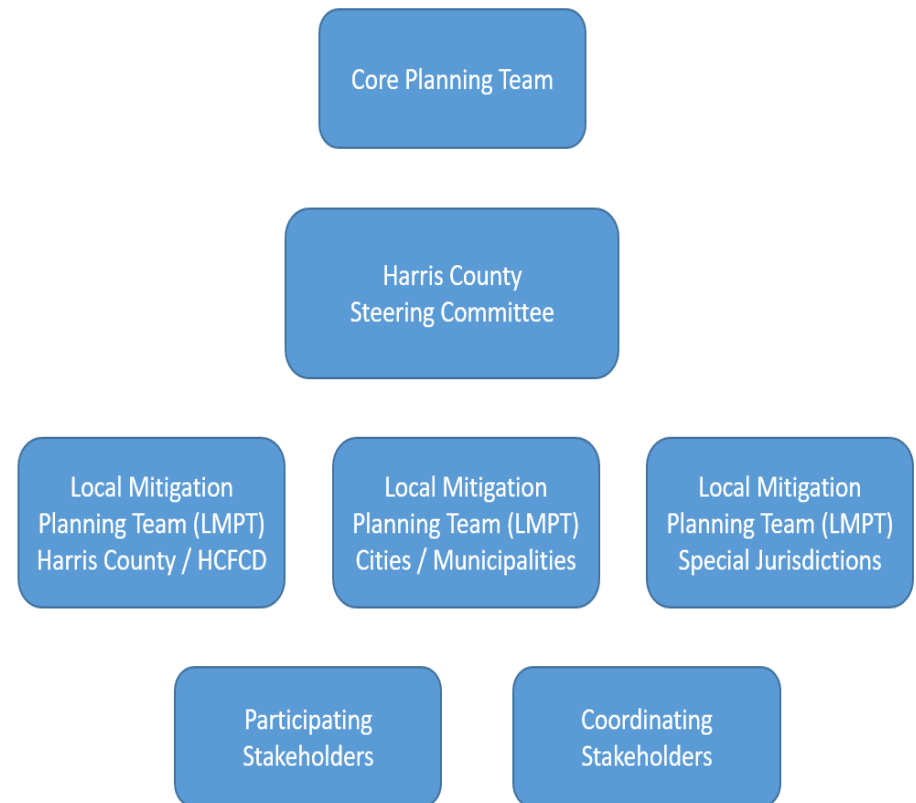 Core Planning Team
Harris County
Steering Committee
Local Mitigation
Planning Team (LMPT)
Harris County / HCFCD
Local Mitigation
Planning Team (LMPT)
Cities / Municipalities
Local Mitigation
Planning Team (LMPT)
Special Jurisdictions
Participating
Stakeholders
Coordinating
Stakeholders